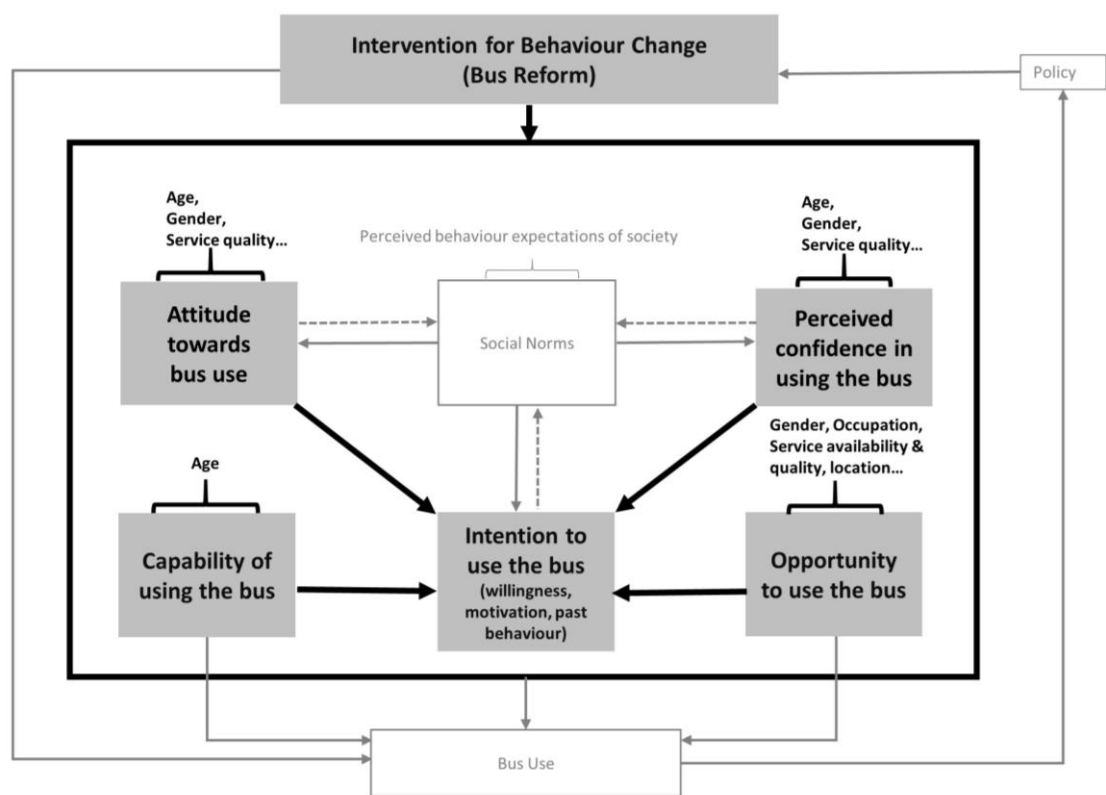 Intervention for Behaviour Change
(Bus Reform)
Policy
Age,
Gender,
Service quality...
Perceived behaviour expectations of society
Age,
Gender,
Service quality...
Attitude
towards
bus use
Social Norms
Perceived
confidence in
using the bus
Age
Gender, Occupation,
Service availability &
quality, location...
Capability of
using the bus
Intention to
use the bus
(willingness,
motivation, past
behaviour)
Opportunity
to use the bus
Bus Use